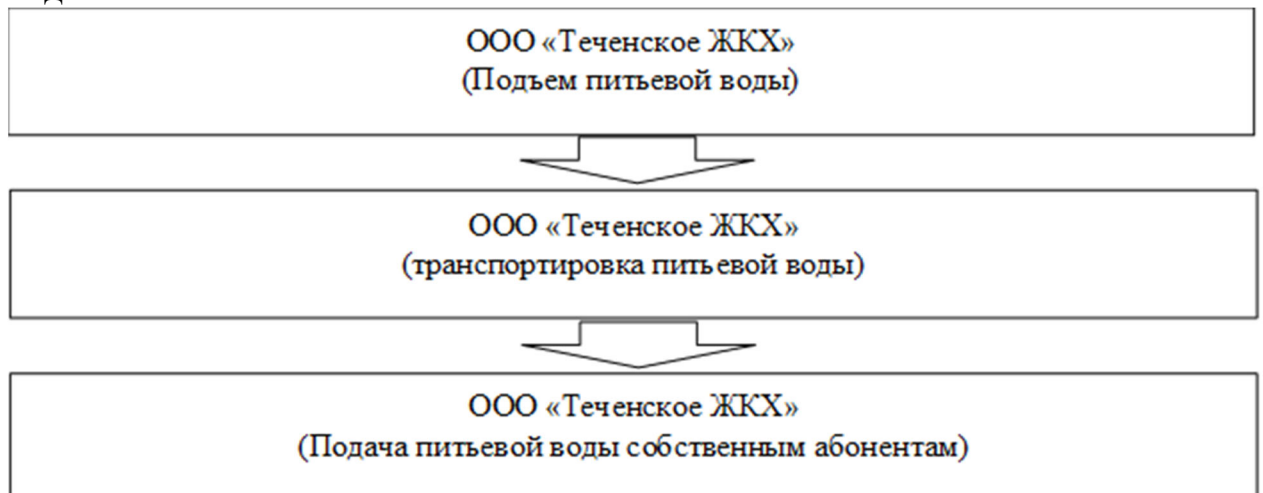 ООО «Теченское ЖКХ»
(Подъем питьевой воды)
ООО «Теченское ЖКХ»
(транспортировка питьевой воды)
ООО «Теченское ЖКХ»
(Подача питьевой воды собственным абонентам)